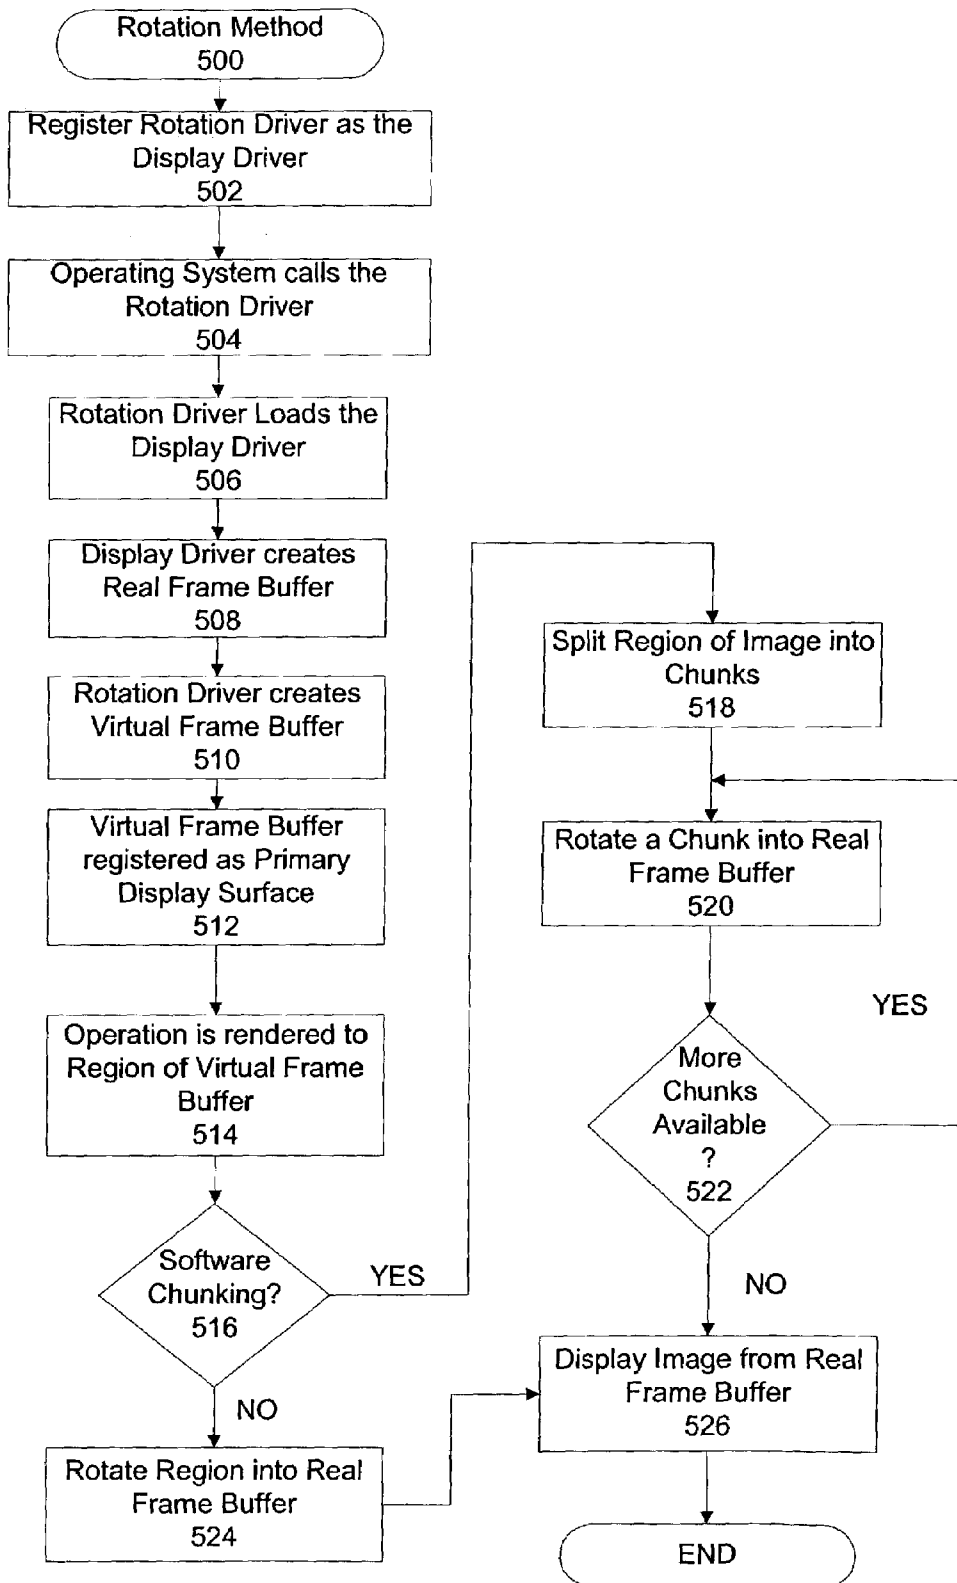 Rotation Method
500
Register Rotation Driver as the
Display Driver
502
Operating System calls the
Rotation Driver
504
Rotation Driver Loads the
Display Driver
506
Display Driver creates
Real Frame Buffer
508
Rotation Driver creates
Virtual Frame Buffer
510
Virtual Frame Buffer
registered as Primary
Display Surface
512
Operation is rendered to
Region of Virtual Frame
Buffer
514
Software
Chunking?
516
YES
NO
Rotate Region into Real
Frame Buffer
524
Split Region of Image into
Chunks
518
Rotate a Chunk into Real
Frame Buffer
520
More
Chunks
Available
?
522
YES
NO
Display Image from Real
Frame Buffer
526
END